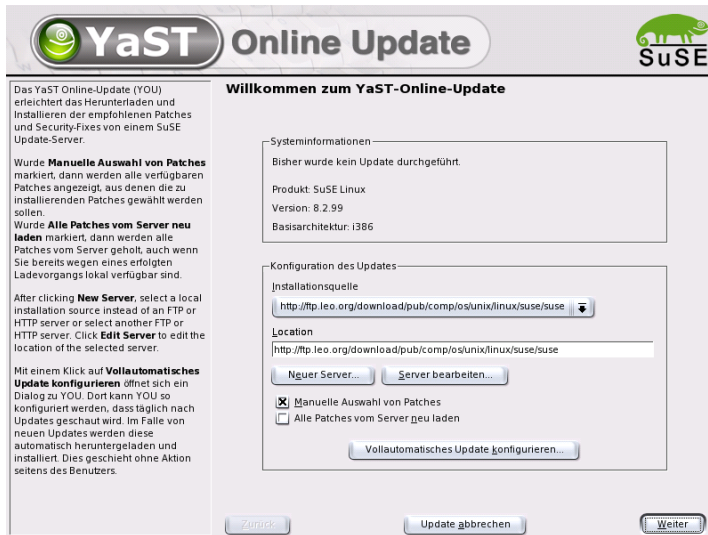 YaST Online Update
SuSE
Das YaST Online-Update (YOU)
erleichtert das Herunterladen und
Installieren der empfohlenen Patches
und Security-Fixes von einem SuSE
Update-Server.
Wurde Manuelle Auswahl von Patches
markiert, dann werden alle verfügbaren
Patches angezeigt, aus denen die zu
installierenden Patches gewählt werden
sollen.
Wurde Alle Patches vom Server neu
laden markiert, dann werden alle
Patches vom Server geholt, auch wenn
Sie bereits wegen eines erfolgten
Ladevorgangs lokal verfügbar sind.
After clicking New Server, select a local
installation source instead of an FTP or
HTTP server or select another FTP or
HTTP server. Click Edit Server to edit the
location of the selected server.
Mit einem Klick auf Vollautomatisches
Update konfigurieren öffnet sich ein
Dialog zu YOU. Dort kann YOU so
konfiguriert werden, dass täglich nach
Updates geschaut wird. Im Falle von
neuen Updates werden diese
automatisch heruntergeladen und
installiert. Dies geschieht ohne Aktion
seitens des Benutzers.
Willkommen zum YaST-Online-Update
Systeminformationen
Bisher wurde kein Update durchgeführt.
Produkt: SuSE Linux
Version: 8.2.99
Basisarchitektur: i386
Konfiguration des Updates
Installationsquelle
http://ftp.leo.org/download/pub/comp/os/unix/linux/suse/suse
Location
http://ftp.leo.org/download/pub/comp/os/unix/linux/suse/suse
Neuer Server... Server bearbeiten...
Manuelle Auswahl von Patches
Alle Patches vom Server neu laden
Vollautomatisches Update konfigurieren...
Zurück Update abbrechen Weiter